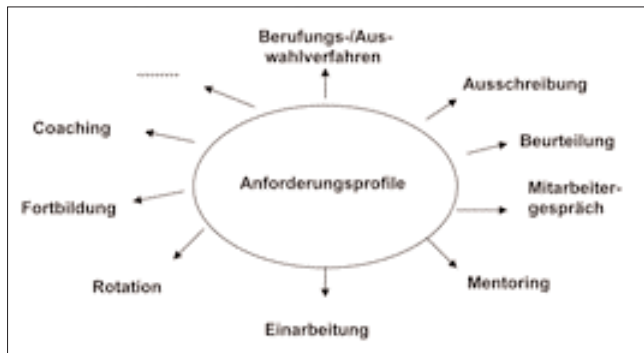 Berufungs-/Aus-
wahlverfahren
--------
Ausschreibung
Coaching
Beurteilung
Anforderungsprofile
Mitarbeiter-
gespräch
Fortbildung
Rotation
Mentoring
Einarbeitung